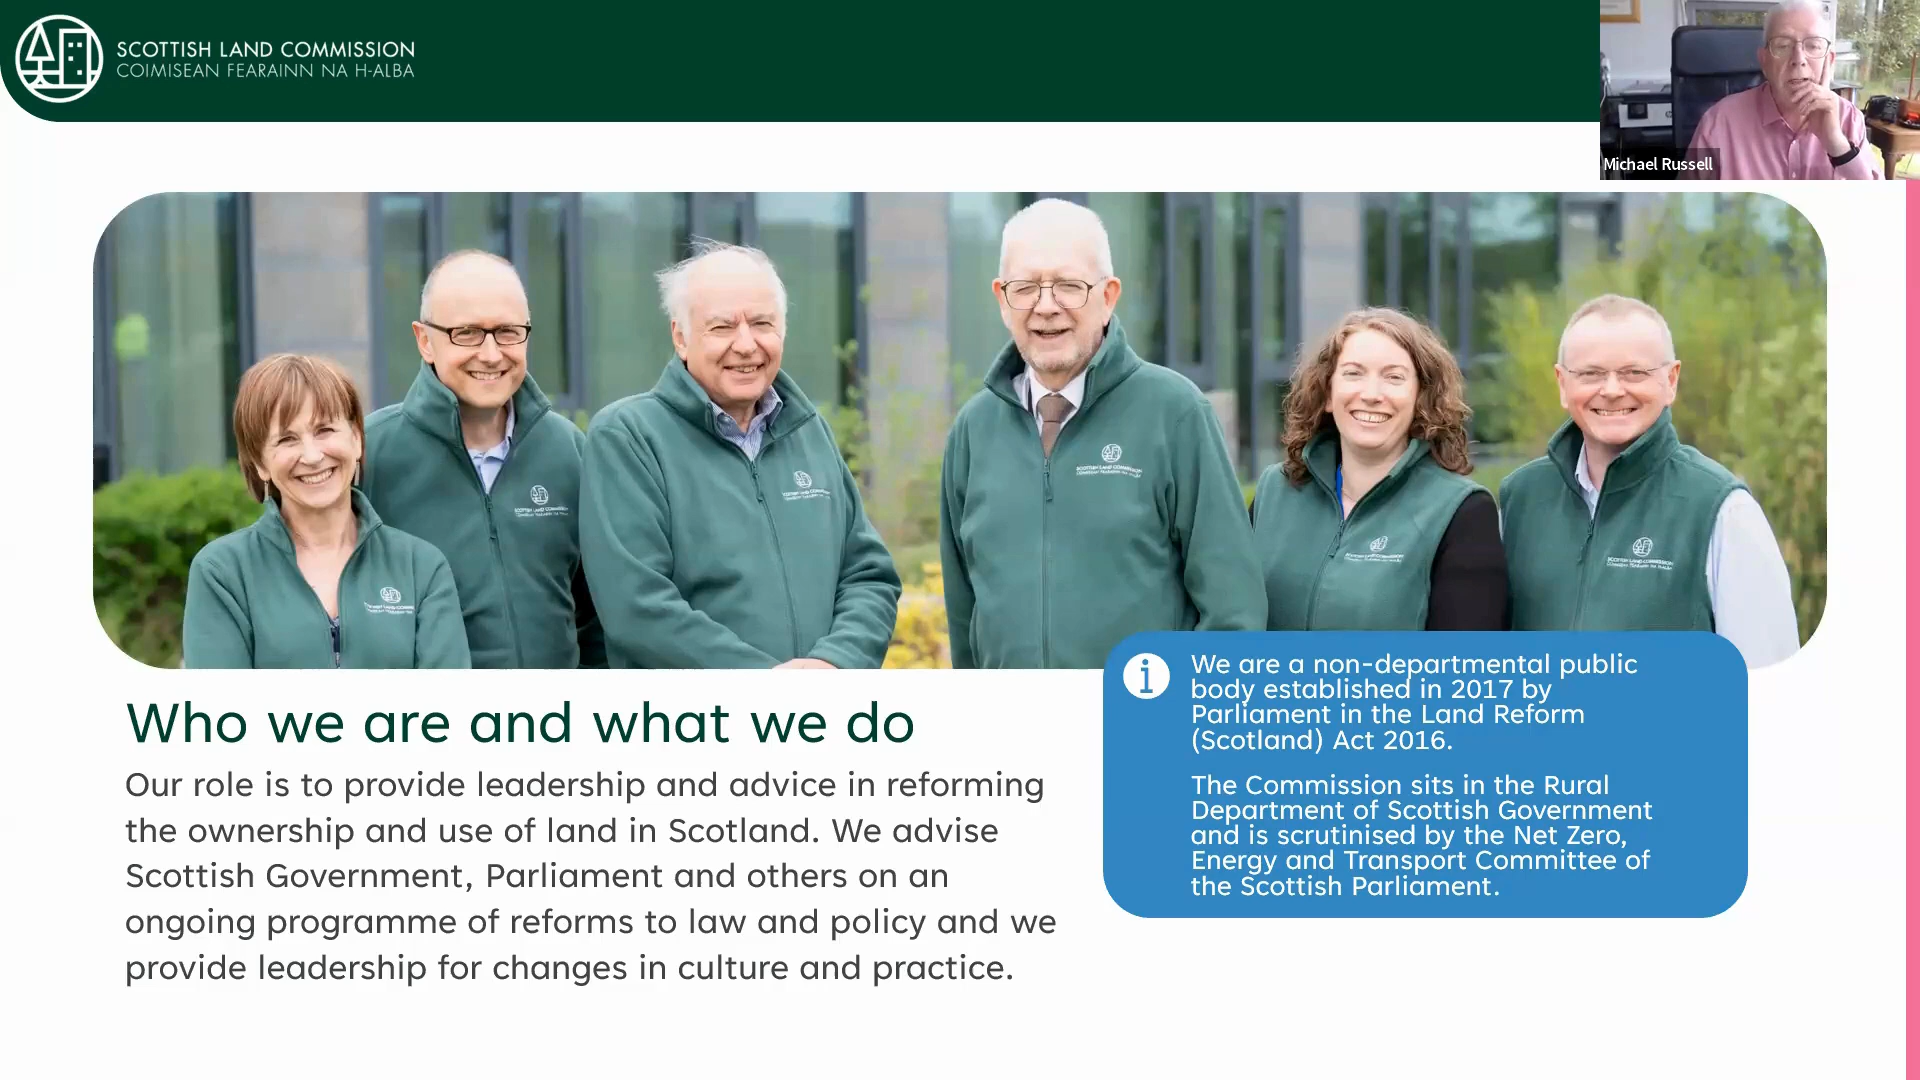 SCOTTISH LAND COMMISSION
COIMISEAN FEARAINN NA H-ALBA
Michael Russell
SCOTTISH LAND COMMISSION
Who we are and what we do
Our role is to provide leadership and advice in reforming
the ownership and use of land in Scotland. We advise
Scottish Government, Parliament and others on an
ongoing programme of reforms to law and policy and we
provide leadership for changes in culture and practice.
i
We are a non-departmental public
body established in 2017 by
Parliament in the Land Reform
(Scotland) Act 2016.
The Commission sits in the Rural
Department of Scottish Government
and is scrutinised by the Net Zero,
Energy and Transport Committee of
the Scottish Parliament.